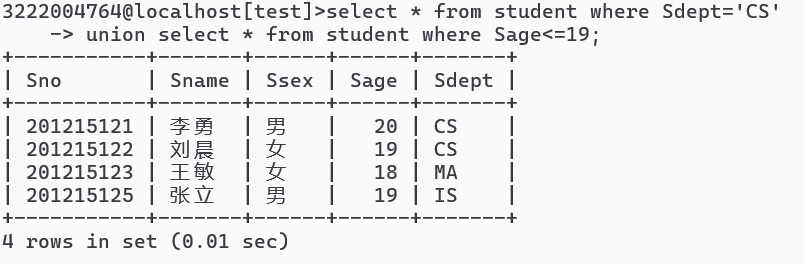 3222004764@localhost[test]>select * from student where Sdept='CS'
    -> union select * from student where Sage<=19;
+-----------+-------+------+------+-------+
| Sno       | Sname | Ssex | Sage | Sdept |
+-----------+-------+------+------+-------+
| 201215121 | 李勇  | 男   |   20 | CS    |
| 201215122 | 刘晨  | 女   |   19 | CS    |
| 201215123 | 王敏  | 女   |   18 | MA    |
| 201215125 | 张立  | 男   |   19 | IS    |
+-----------+-------+------+------+-------+
4 rows in set (0.01 sec)